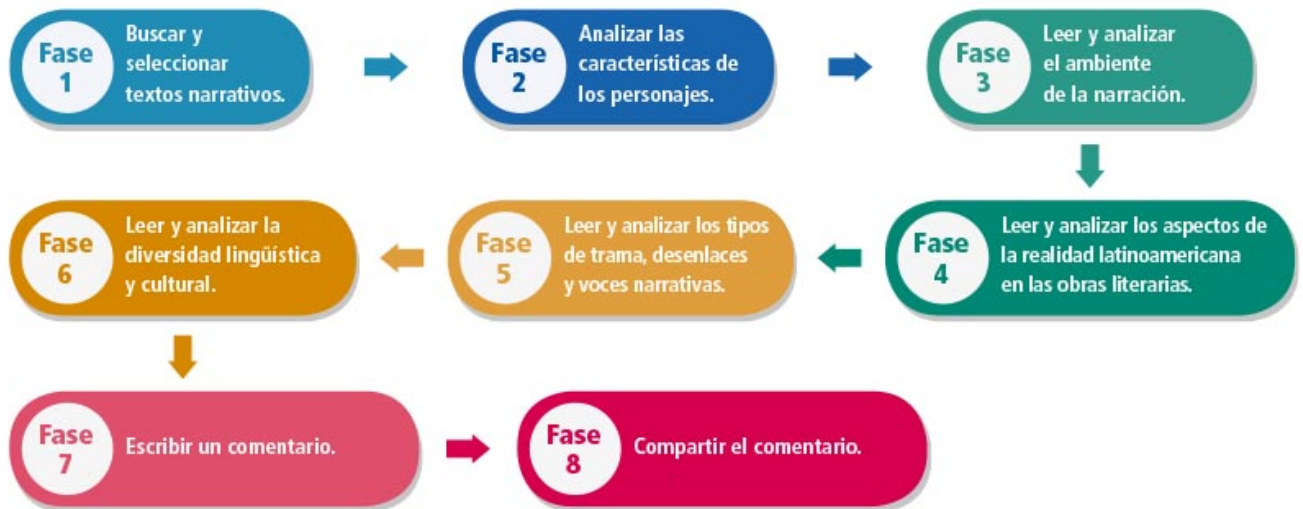 Fase
1
Buscar y
seleccionar
textos narrativos.
Fase
2
Analizar las
características de
los personajes.
Fase
3
Leer y analizar
el ambiente
de la narración.
Fase
4
Leer y analizar los aspectos de
la realidad latinoamericana
en las obras literarias.
Fase
5
Leer y analizar los tipos
de trama, desenlaces
y voces narrativas.
Fase
6
Leer y analizar la
diversidad lingüística
y cultural.
Fase
7
Escribir un comentario.
Fase
8
Compartir el comentario.